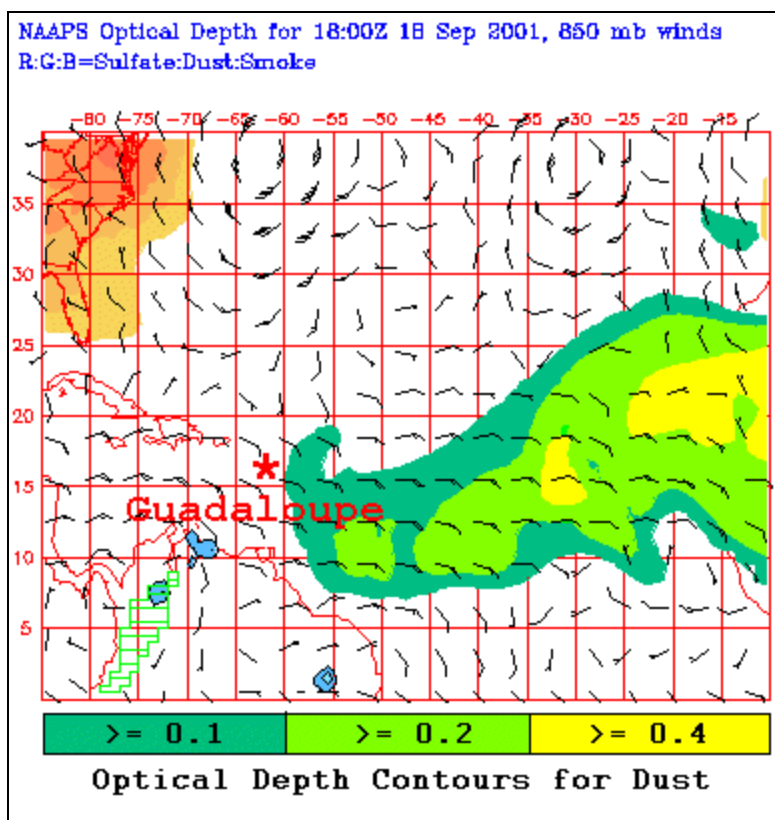 NAAPS Optical Depth for 18:00Z 18 Sep 2001, 850 mb winds
R:G:B=Sulfate:Dust:Smoke
-80 -75 -70 -65 -60 -55 -50 -45 -40 -35 -30 -25 -20 -15
35
30
25
20
*
15
Guadaloupe
10
5
>= 0.1 >= 0.2 >= 0.4
Optical Depth Contours for Dust